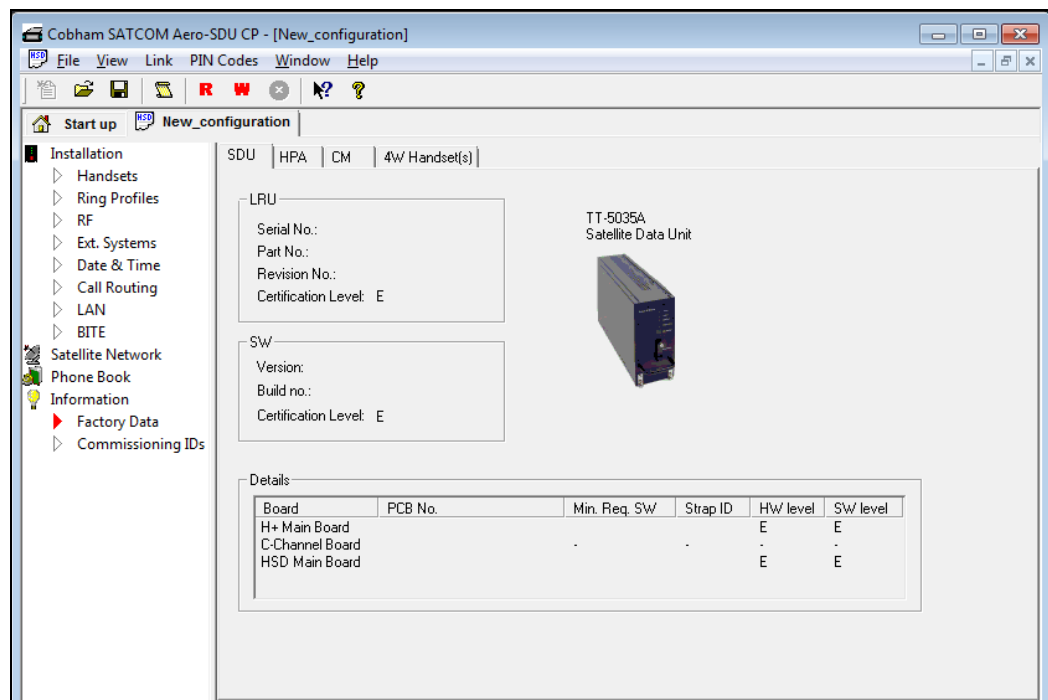 Cobham SATCOM Aero-SDU CP - [New_configuration]
File View Link PIN Codes Window Help
R W
Start up New_configuration
Installation
Handsets
Ring Profiles
RF
Ext. Systems
Date & Time
Call Routing
LAN
BITE
Satellite Network
Phone Book
Information
Factory Data
Commissioning IDs
SDU HPA CM 4W Handset(s)
LRU
Serial No.:
Part No.:
Revision No.:
Certification Level: E
TT-5035A
Satellite Data Unit
SW
Version:
Build no.:
Certification Level: E
Details
Board PCB No. Min. Req. SW Strap ID HW level SW level
H+ Main Board E E
C-Channel Board - - - -
HSD Main Board E E